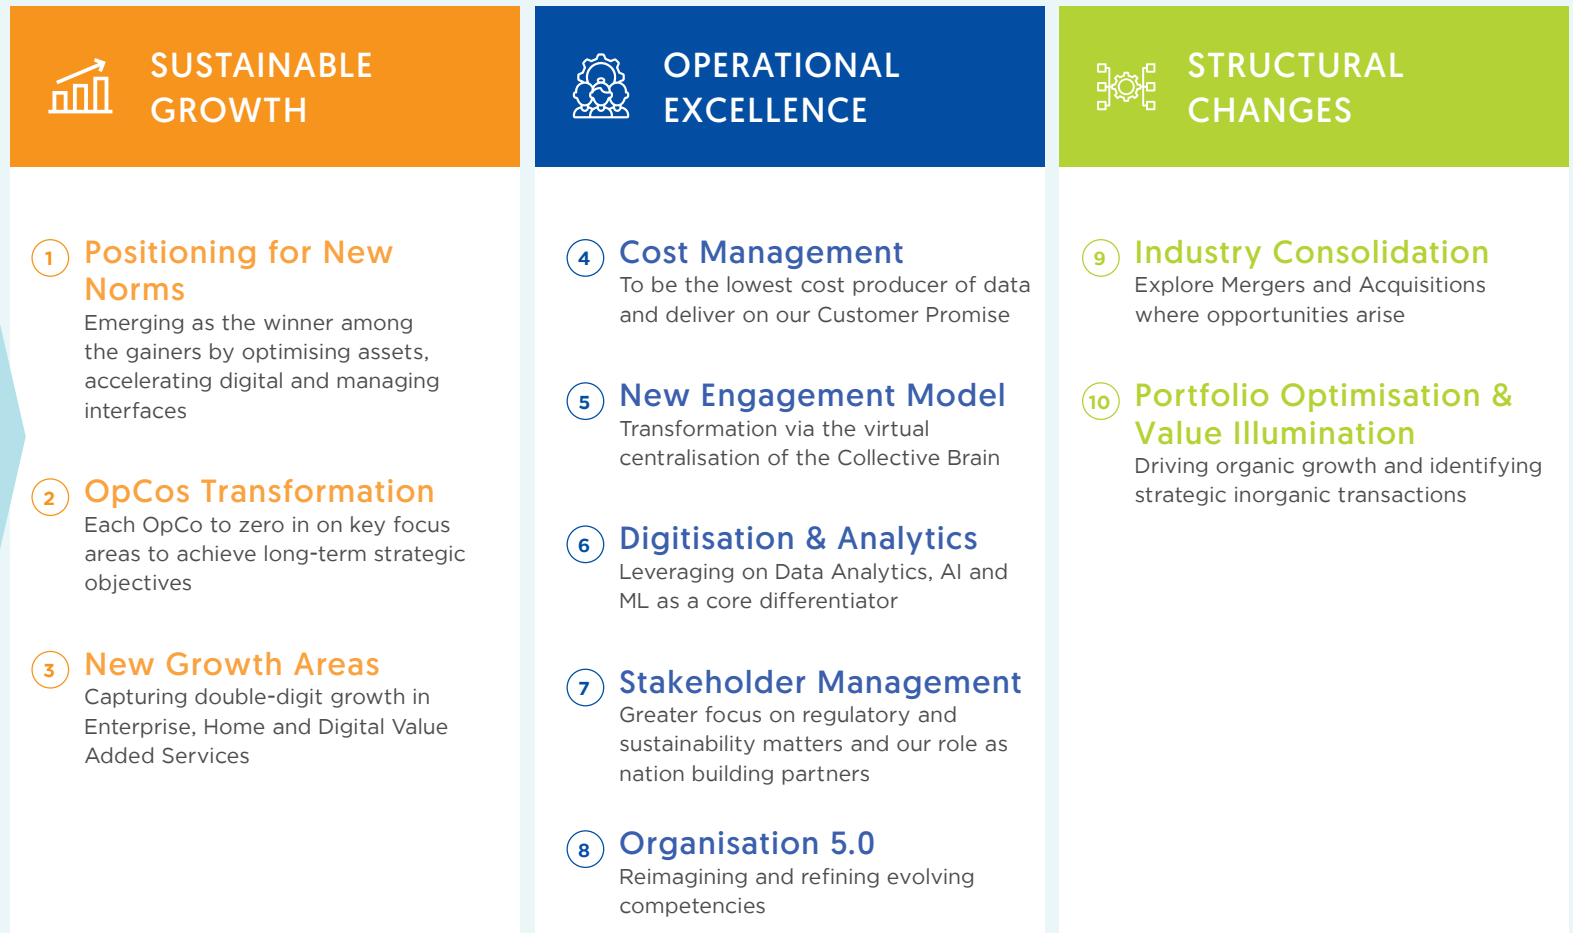 SUSTAINABLE
GROWTH
1
Positioning for New
Norms
Emerging as the winner among
the gainers by optimising assets,
accelerating digital and managing
interfaces
2
OpCos Transformation
Each OpCo to zero in on key focus
areas to achieve long-term strategic
objectives
3
New Growth Areas
Capturing double-digit growth in
Enterprise, Home and Digital Value
Added Services
OPERATIONAL
EXCELLENCE
4
Cost Management
To be the lowest cost producer of data
and deliver on our Customer Promise
5
New Engagement Model
Transformation via the virtual
centralisation of the Collective Brain
6
Digitisation & Analytics
Leveraging on Data Analytics, AI and
ML as a core differentiator
7
Stakeholder Management
Greater focus on regulatory and
sustainability matters and our role as
nation building partners
8
Organisation 5.0
Reimagining and refining evolving
competencies
STRUCTURAL
CHANGES
9
Industry Consolidation
Explore Mergers and Acquisitions
where opportunities arise
10
Portfolio Optimisation &
Value Illumination
Driving organic growth and identifying
strategic inorganic transactions